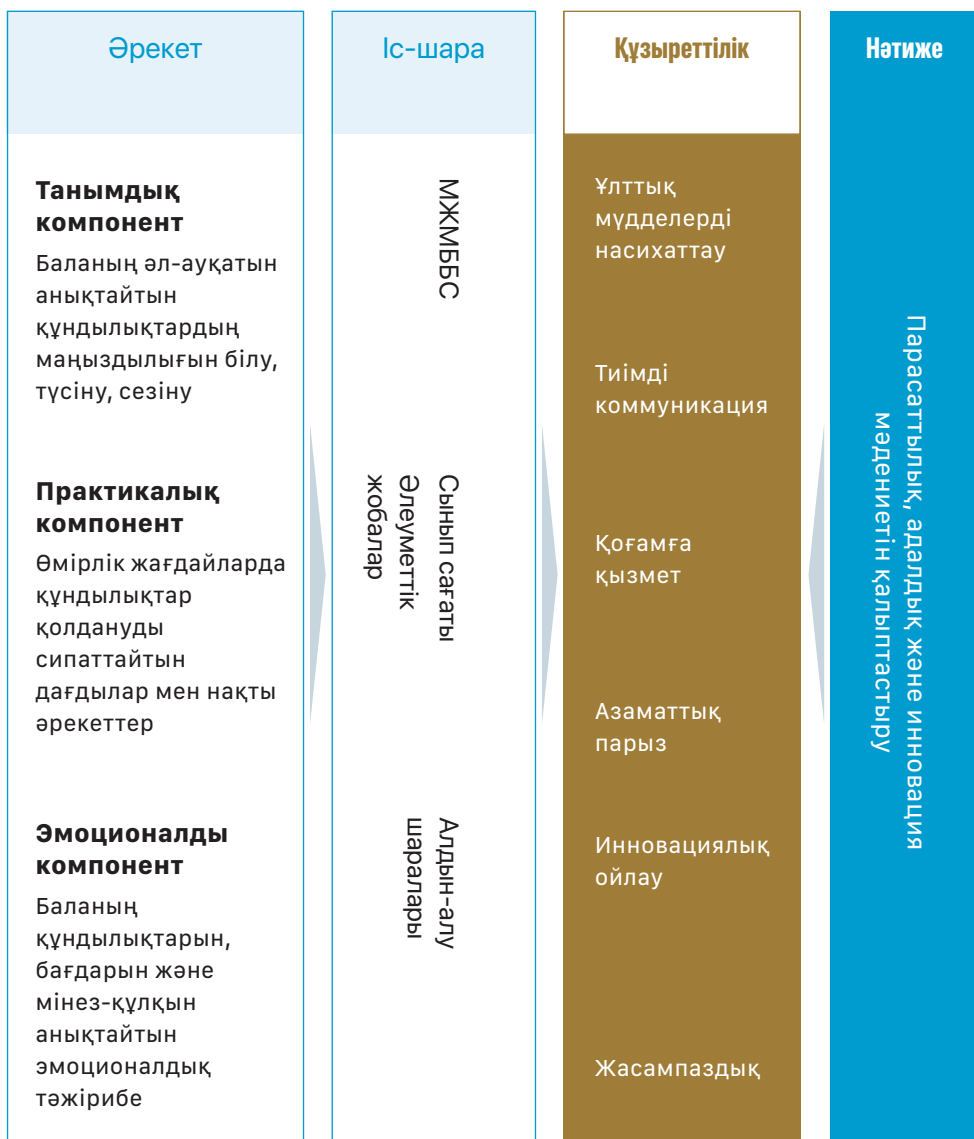 Әрекет
Танымдық
компонент
Баланың әл-ауқатын
анықтайтын
құндылықтардың
маңыздылығын білу,
түсіну, сезіну
Практикалық
компонент
Өмірлік жағдайларда
құндылықтар
қолдануды
сипаттайтын
дағдылар мен нақты
әрекеттер
Эмоционалды
компонент
Баланың
құндылықтарын,
бағдарын және
мінез-құлқын
анықтайтын
эмоционалдық
тәжірибе
Іс-шара
МЖМББС
Сынып сағаты
Әлеуметтік
жобалар
Алдын-алу
шаралары
Құзыреттілік
Ұлттық
мүдделерді
насихаттау
Тиімді
коммуникация
Қоғамға
қызмет
Азаматтық
парыз
Инновациялық
ойлау
Жасампаздық
Нәтиже
Парасаттылық, адалдық және инновация
мәдениетін қалыптастыру